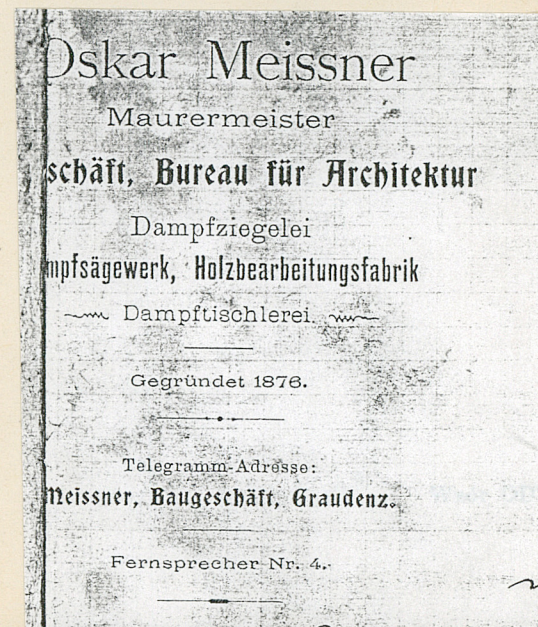 Oskar Meissner
Maurermeister
schäft, Bureau für Architektur
Dampfziegelei
mpfsägewerk, Holzbearbeitungsfabrik
Dampftischlerei.
Gegründet 1876.
Telegramm-Adresse:
Meissner, Baugeschäft, Graudenz.
Fernsprecher Nr. 4.